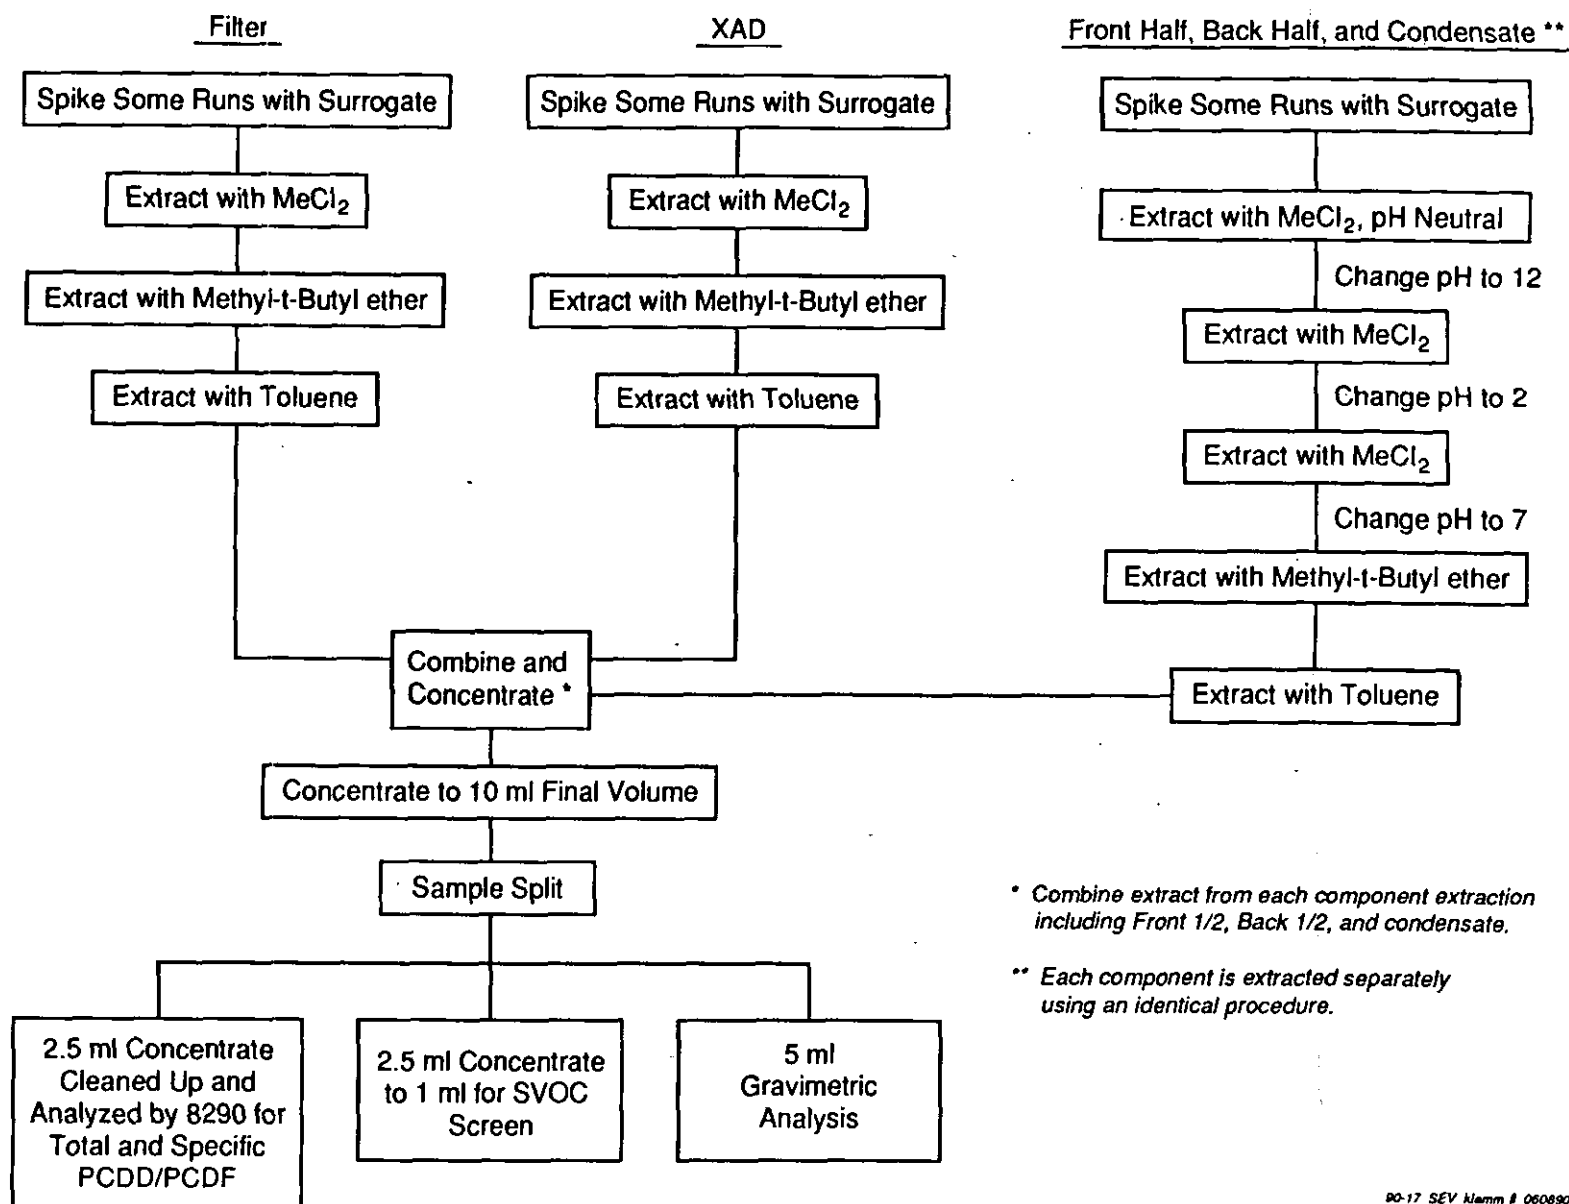 Filter
XAD
Front Half, Back Half, and Condensate **
Spike Some Runs with Surrogate
Extract with MeCl₂
Extract with Methyl-t-Butyl ether
Extract with Toluene
Spike Some Runs with Surrogate
Extract with MeCl₂
Extract with Methyl-t-Butyl ether
Extract with Toluene
Spike Some Runs with Surrogate
Extract with MeCl₂, pH Neutral
Change pH to 12
Extract with MeCl₂
Change pH to 2
Extract with MeCl₂
Change pH to 7
Extract with Methyl-t-Butyl ether
Extract with Toluene
Combine and
Concentrate *
Concentrate to 10 ml Final Volume
Sample Split
2.5 ml Concentrate
Cleaned Up and
Analyzed by 8290 for
Total and Specific
PCDD/PCDF
2.5 ml Concentrate
to 1 ml for SVOC
Screen
5 ml
Gravimetric
Analysis
* Combine extract from each component extraction
including Front 1/2, Back 1/2, and condensate.
** Each component is extracted separately
using an identical procedure.
90-17 SEV klamm # 060890